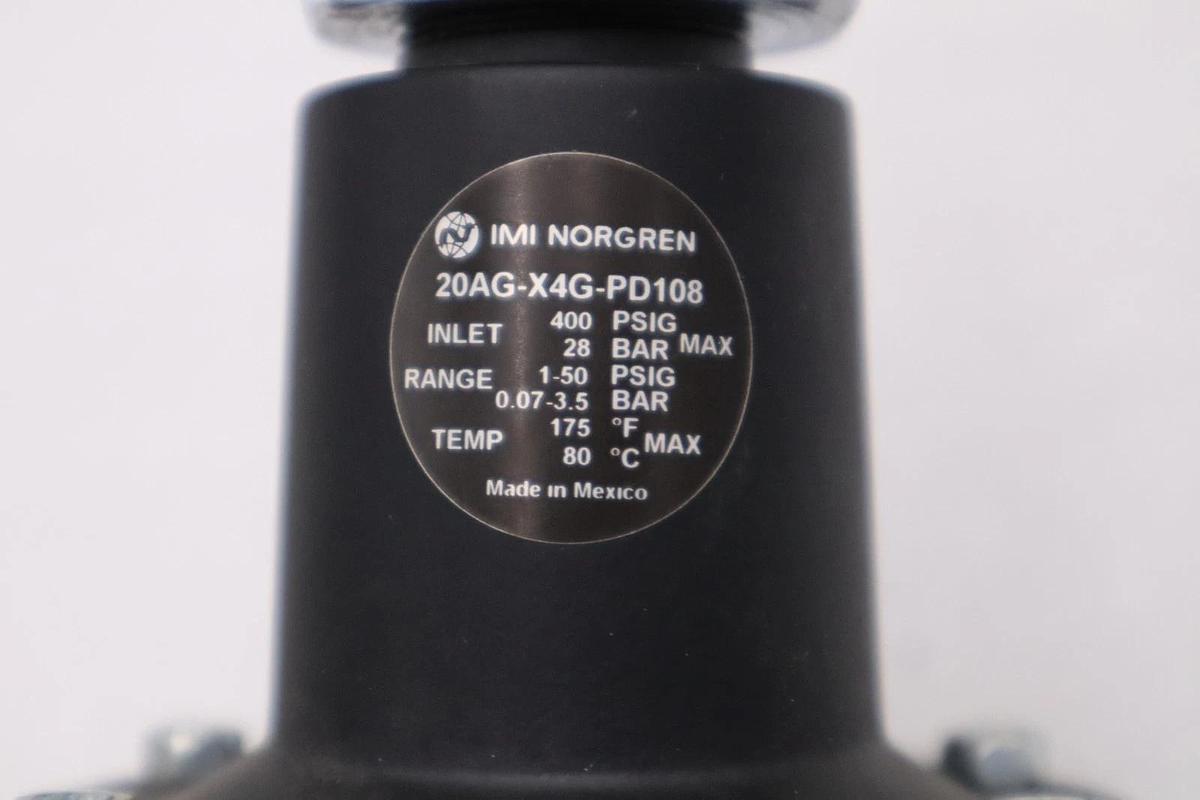 IMI NORGREN
20AG-X4G-PD108
INLET 400 PSIG MAX
28 BAR
RANGE 1-50 PSIG
0.07-3.5 BAR
TEMP 175 °F MAX
80 °C
Made in Mexico